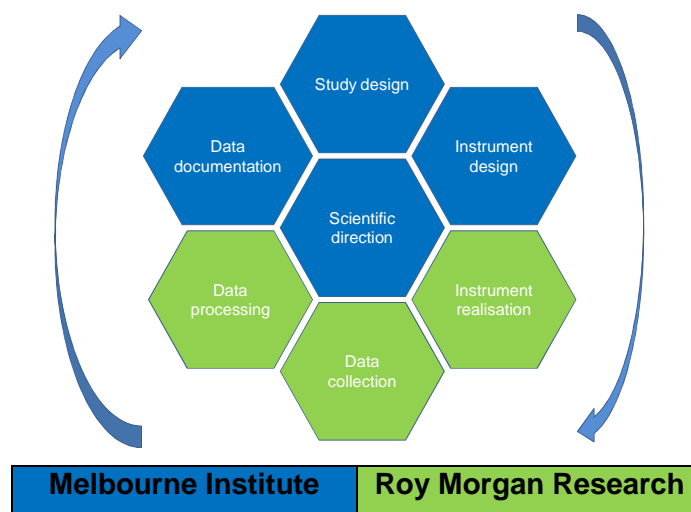 Study design
Data
documentation
Instrument
design
Scientific
direction
Data
processing
Instrument
realisation
Data
collection
Melbourne Institute
Roy Morgan Research